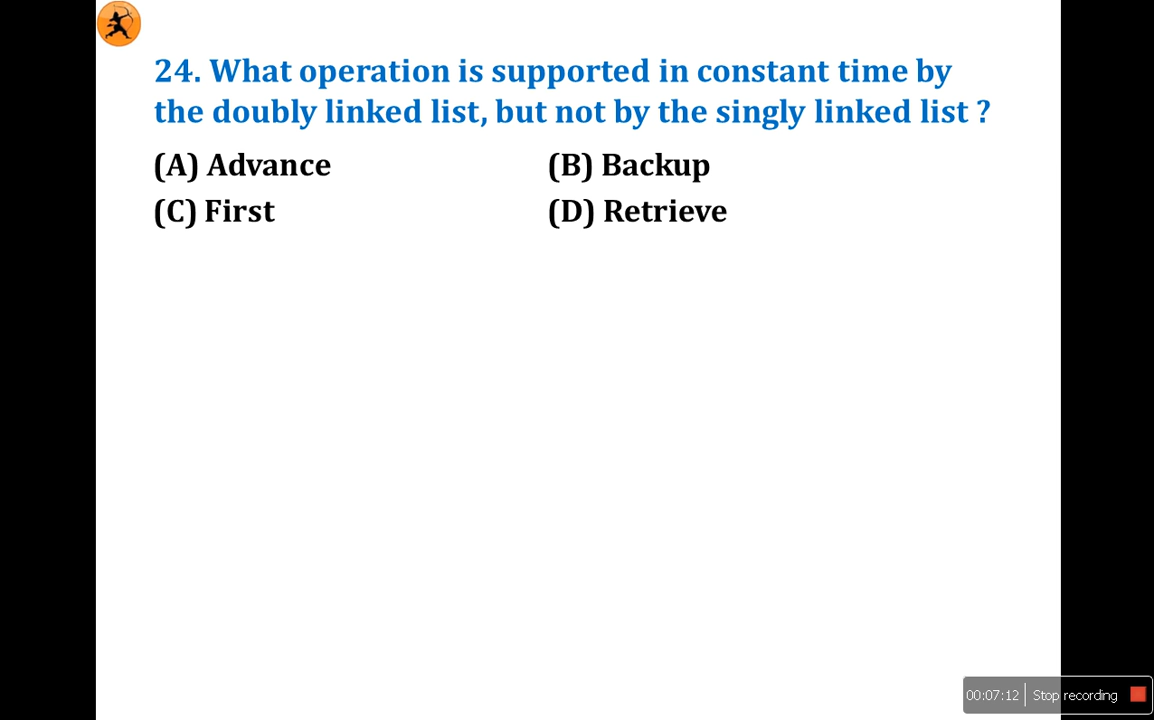 24. What operation is supported in constant time by
the doubly linked list, but not by the singly linked list ?
(A) Advance (B) Backup
(C) First (D) Retrieve
00:07:12 Stop recording